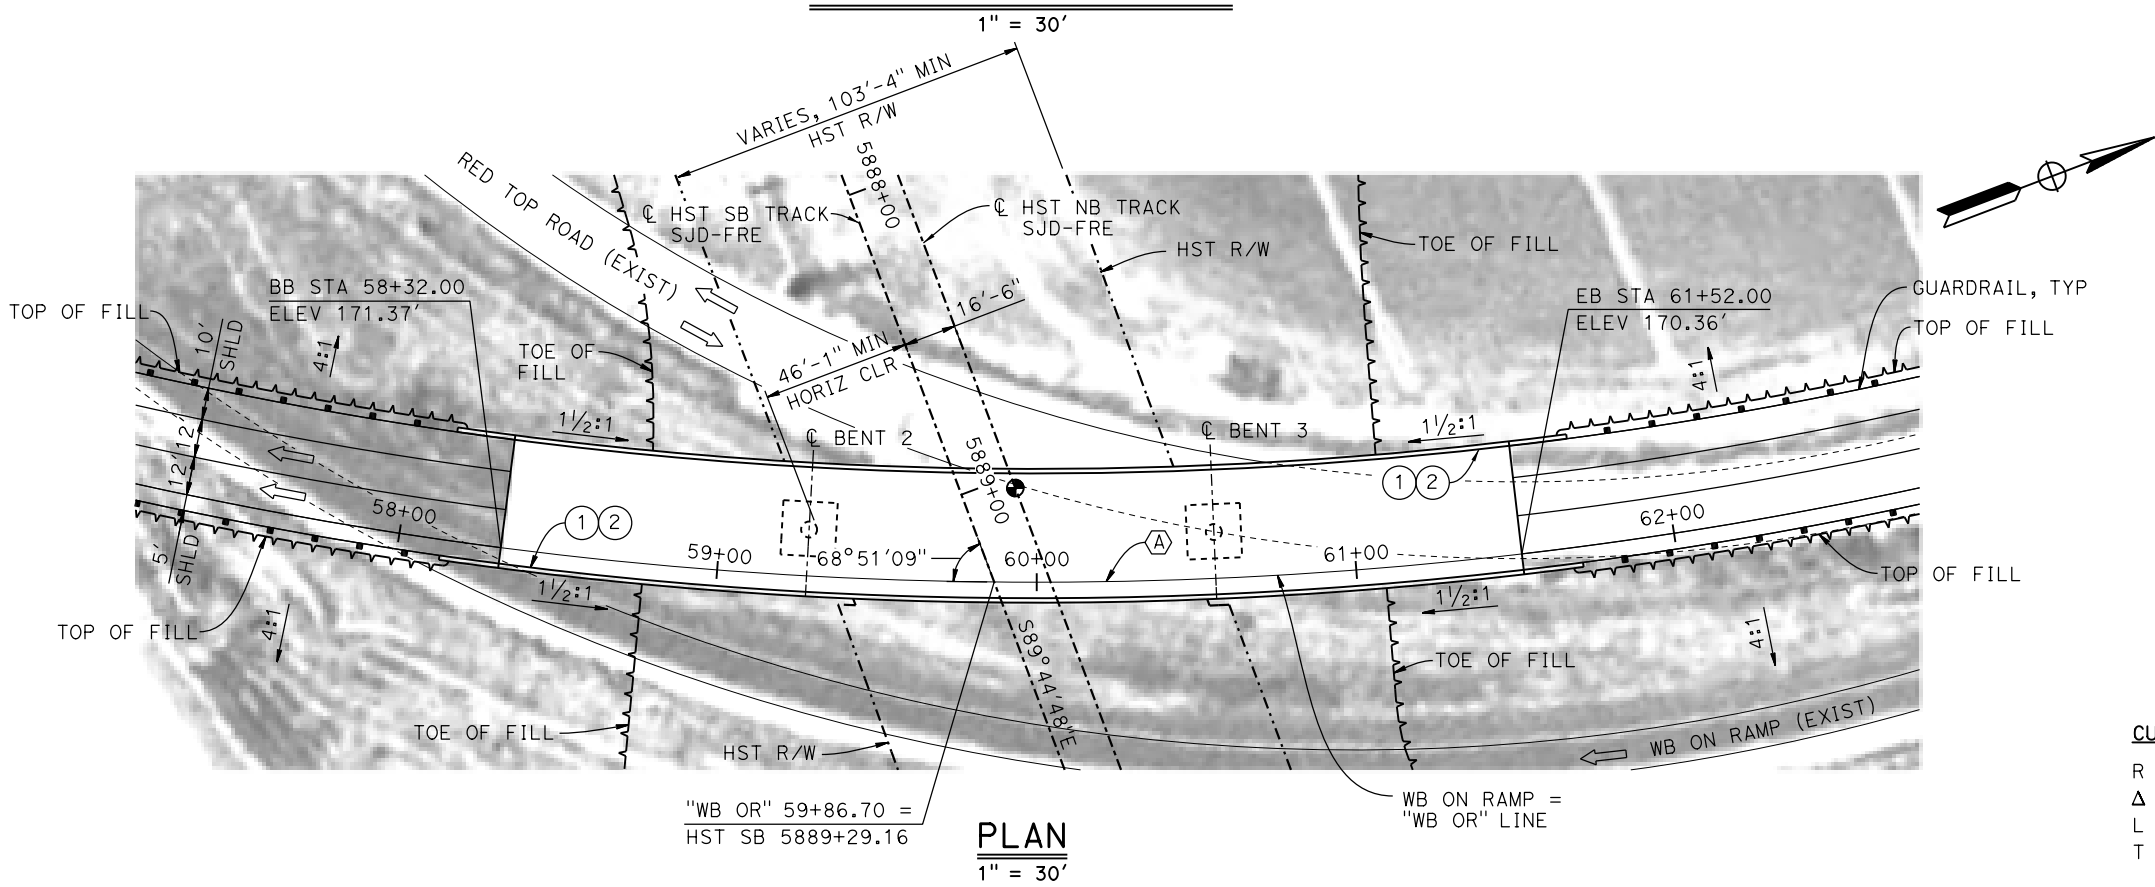 1" = 30'
VARIES, 103'-4" MIN
HST R/W
5888+00
RED TOP ROAD (EXIST)
℄ HST SB TRACK
SJD-FRE
℄ HST NB TRACK
SJD-FRE
HST R/W
TOE OF FILL
BB STA 58+32.00
ELEV 171.37'
TOP OF FILL
10'
SHLD
4:1
TOE OF
FILL
16'-6"
46'-1" MIN
HORIZ CLR
EB STA 61+52.00
ELEV 170.36'
GUARDRAIL, TYP
TOP OF FILL
4:1
1½:1
℄ BENT 2
℄ BENT 3
1½:1
12
12
5889+00
1 2
58+00
1 2
62+00
5'
SHLD
59+00
68°51'09"
60+00
A
61+00
TOP OF FILL
1½:1
1½:1
TOP OF FILL
4:1
4:1
S89°44'48"E
TOE OF FILL
TOE OF FILL
HST R/W
WB ON RAMP (EXIST)
"WB OR" 59+86.70 =
HST SB 5889+29.16
WB ON RAMP =
"WB OR" LINE
PLAN
1" = 30'
CU
R
Δ
L
T